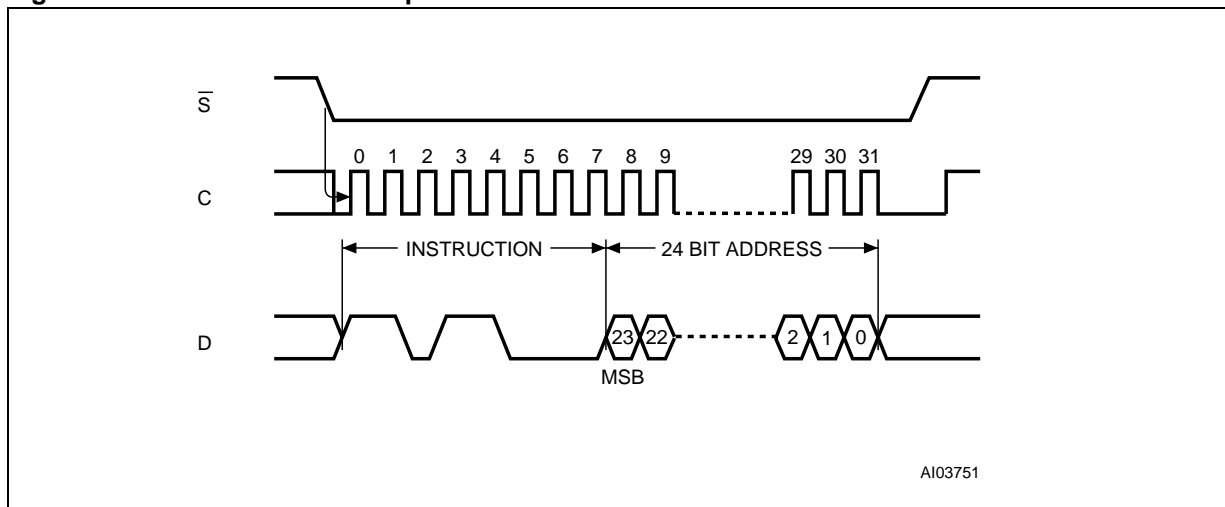 S
0 1 2 3 4 5 6 7 8 9 29 30 31
C
INSTRUCTION 24 BIT ADDRESS
D 23 22 2 1 0
MSB
AI03751